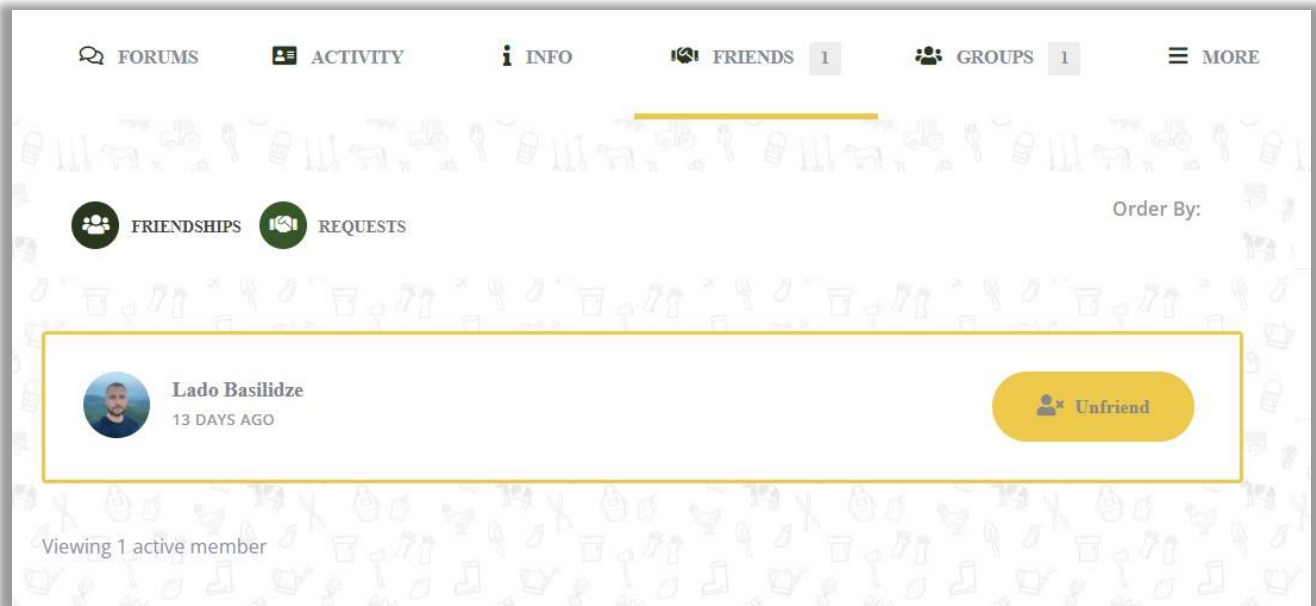 FORUMS ACTIVITY INFO FRIENDS 1 GROUPS 1 MORE
FRIENDSHIPS REQUESTS Order By:
Lado Basilidze Unfriend
13 DAYS AGO
Viewing 1 active member